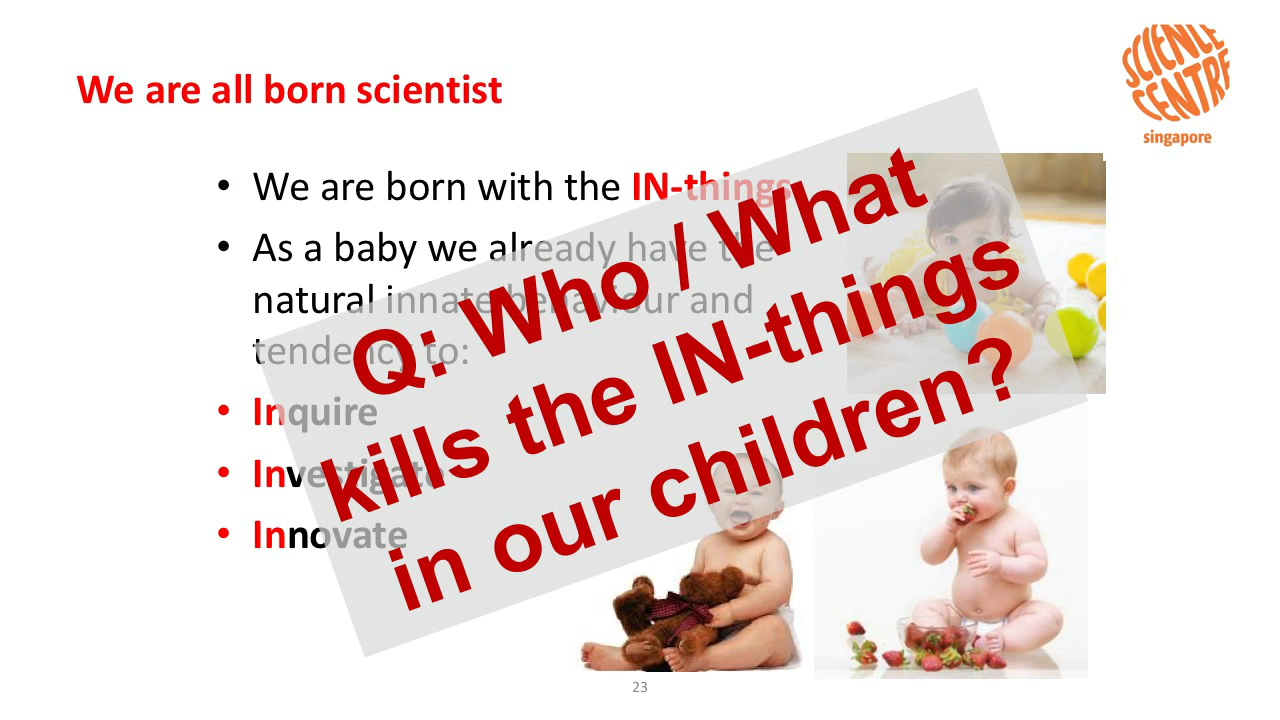 We are all born scientist
SCIENCE
CENTRE
singapore
• We are born with the IN-things
• As a baby we already have the
natural innate behaviour and
tendency to:
• Inquire
• Investigate
• Innovate
Q: Who / What
kills the IN-things
in our children?
23